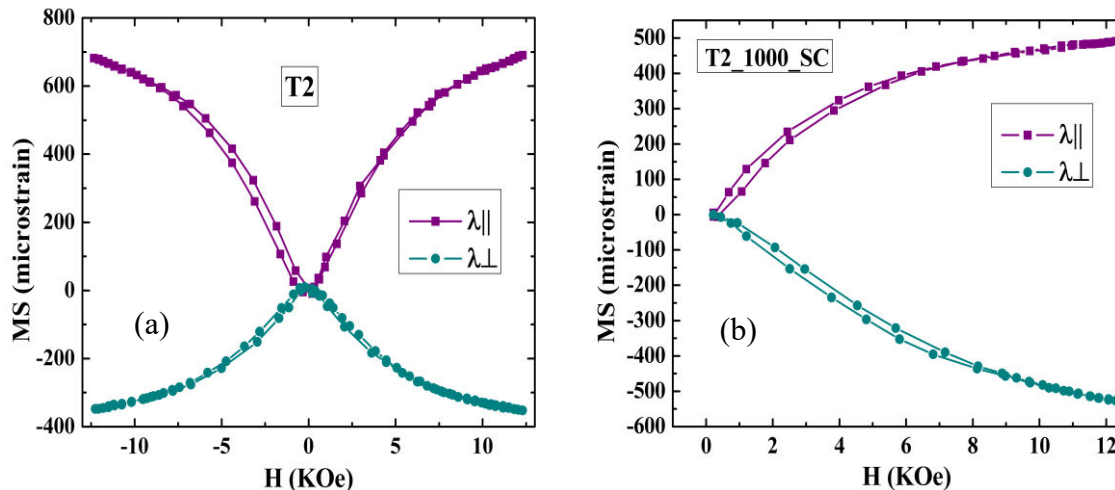 800
600
400
200
0
-200
-400
MS (microstrain)
T2
λ||
λ⊥
(a)
-10 -5 0 5 10
H (KOe)
500
400
300
200
100
0
-100
-200
-300
-400
-500
-600
MS (microstrain)
T2_1000_SC
λ||
λ⊥
(b)
0 2 4 6 8 10 12
H (KOe)